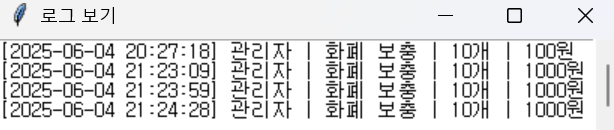 로그 보기
[2025-06-04 20:27:18] 관리자 | 화폐 보충 | 10개 | 100원
[2025-06-04 21:23:09] 관리자 | 화폐 보충 | 10개 | 1000원
[2025-06-04 21:23:59] 관리자 | 화폐 보충 | 10개 | 1000원
[2025-06-04 21:24:28] 관리자 | 화폐 보충 | 10개 | 1000원